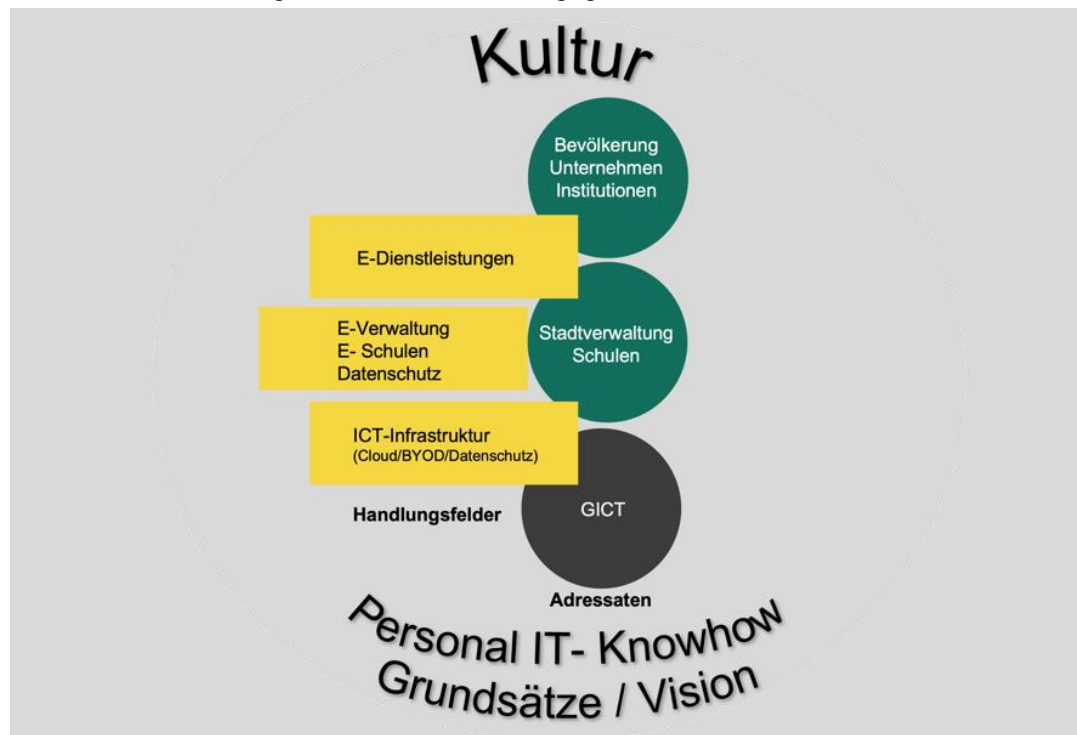 Kultur
Bevölkerung
Unternehmen
Institutionen
E-Dienstleistungen
E-Verwaltung
E- Schulen
Datenschutz
Stadtverwaltung
Schulen
ICT-Infrastruktur
(Cloud/BYOD/Datenschutz)
Handlungsfelder
GICT
Adressaten
Personal IT- Knowhow
Grundsätze / Vision